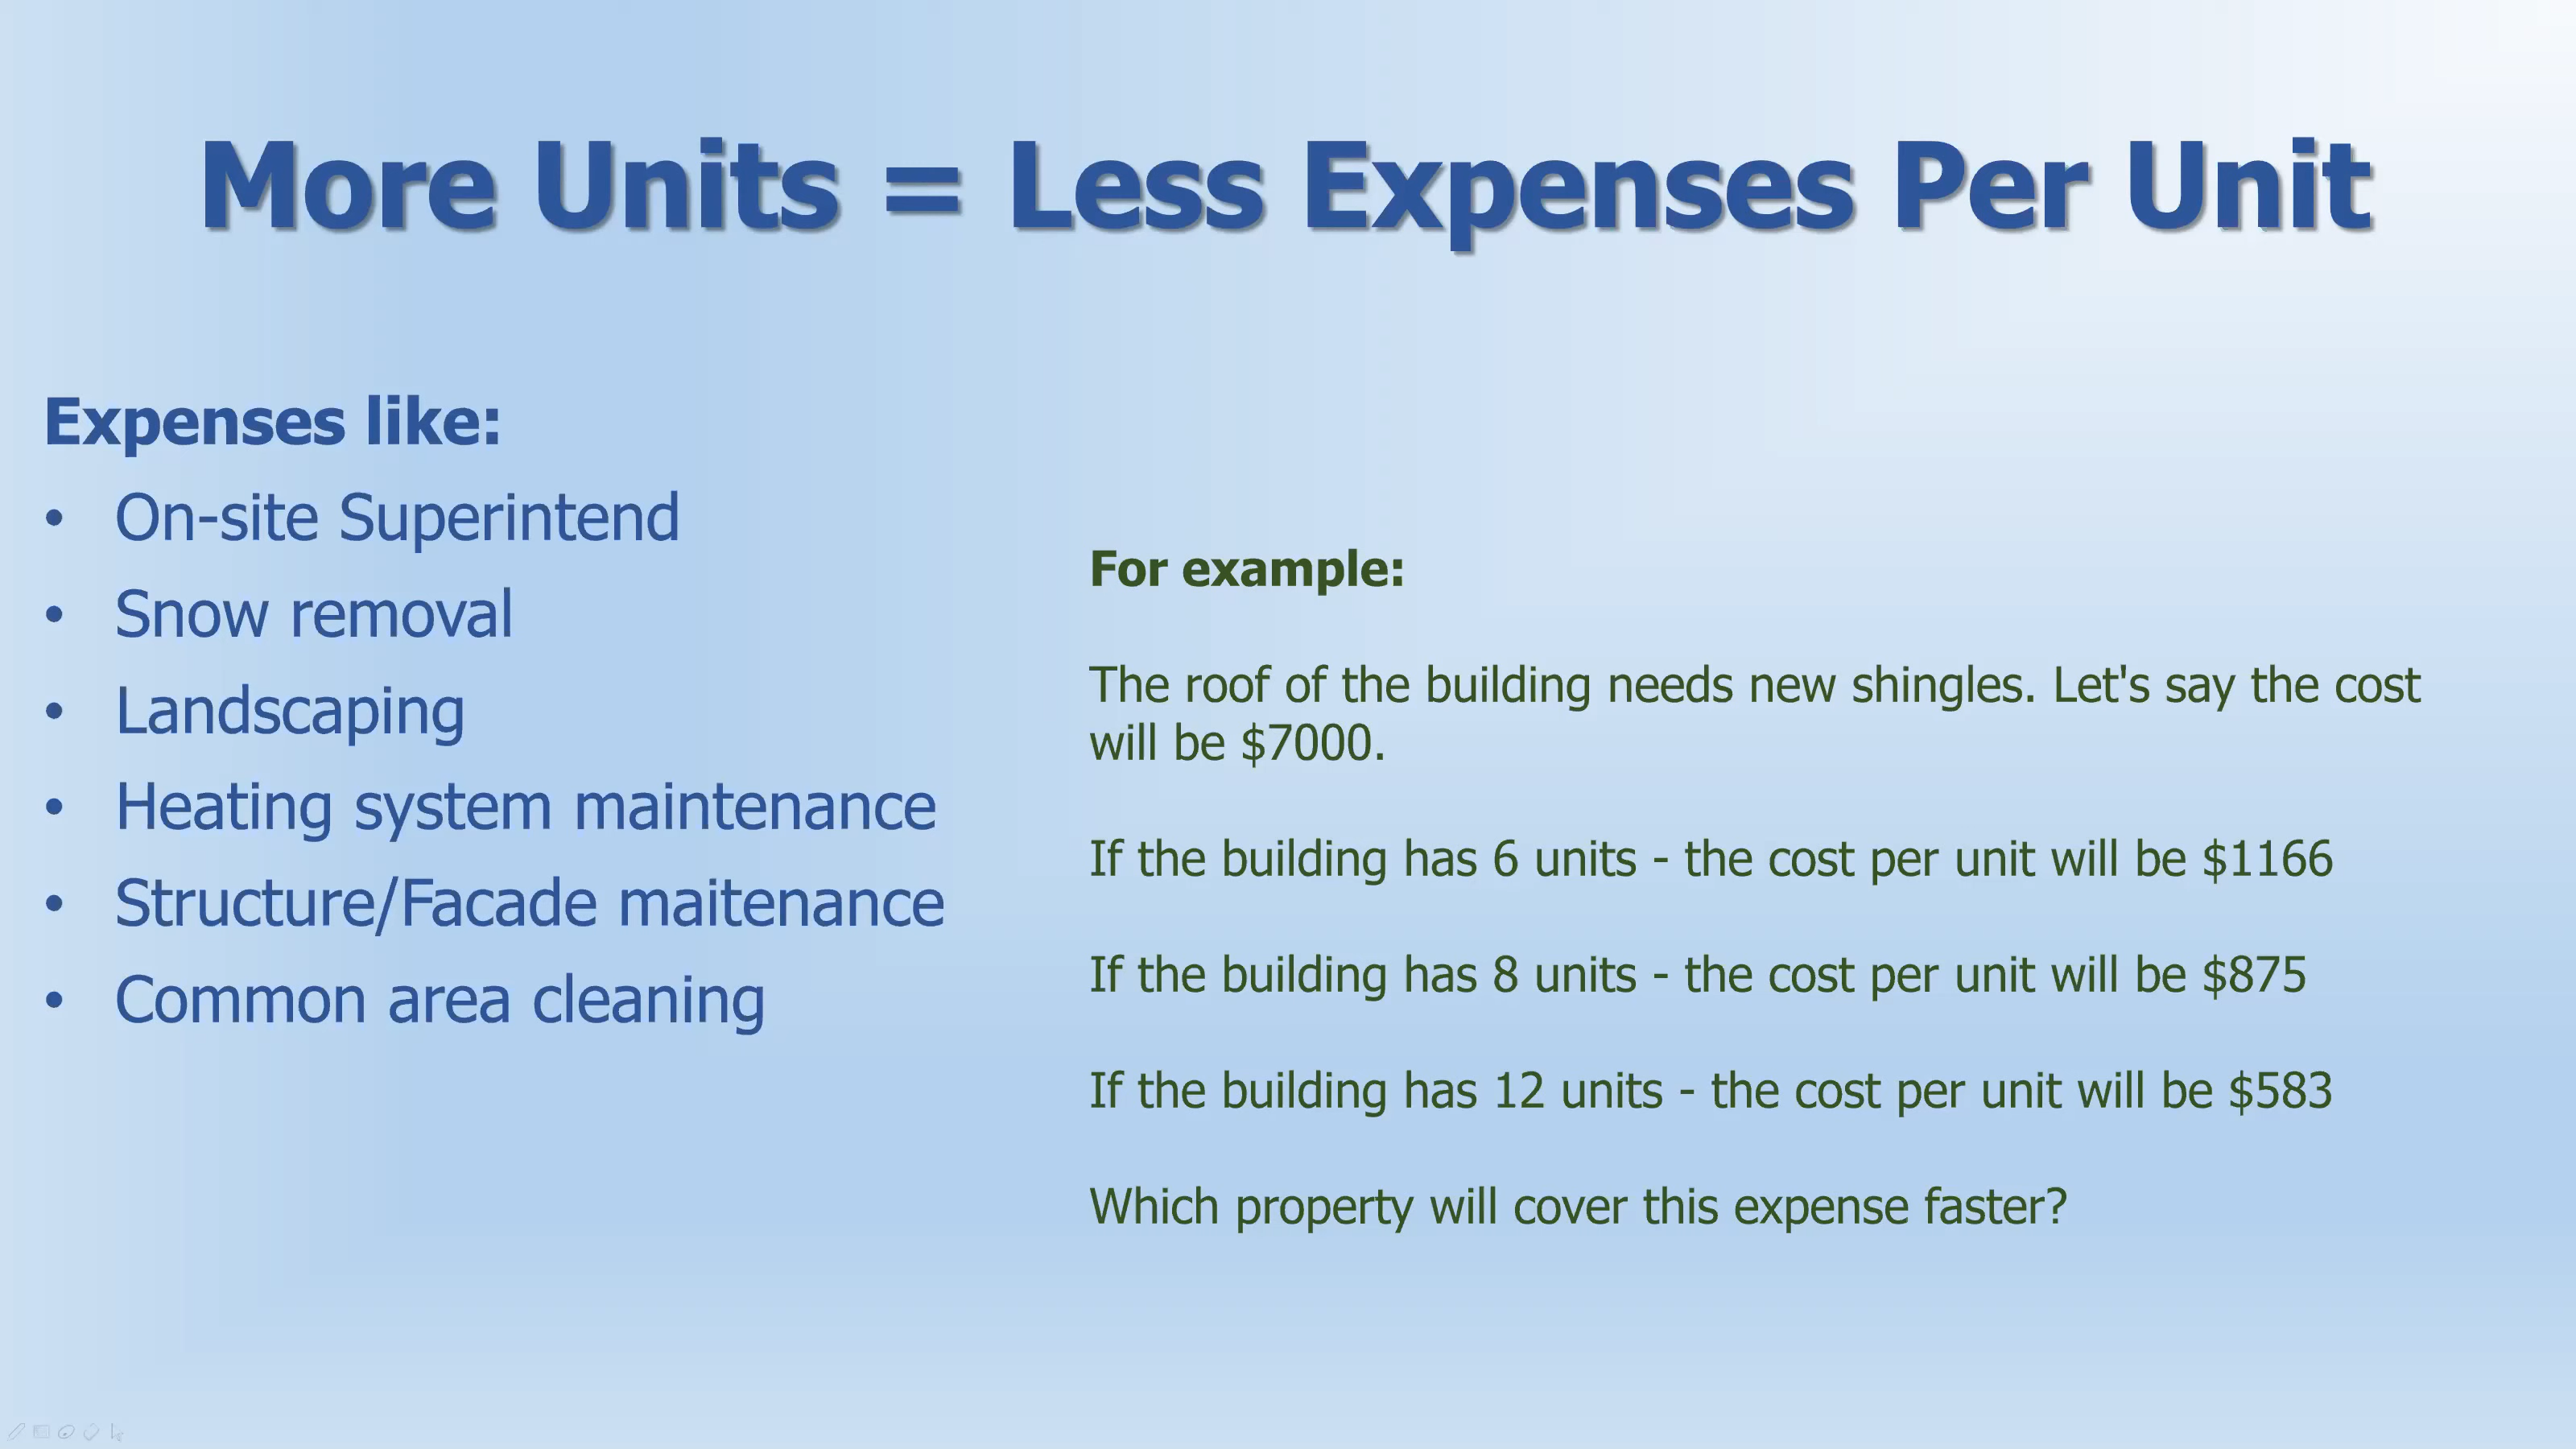 More Units = Less Expenses Per Unit
Expenses like:
• On-site Superintend
• Snow removal
• Landscaping
• Heating system maintenance
• Structure/Facade maitenance
• Common area cleaning
For example:
The roof of the building needs new shingles. Let's say the cost
will be $7000.
If the building has 6 units - the cost per unit will be $1166
If the building has 8 units - the cost per unit will be $875
If the building has 12 units - the cost per unit will be $583
Which property will cover this expense faster?